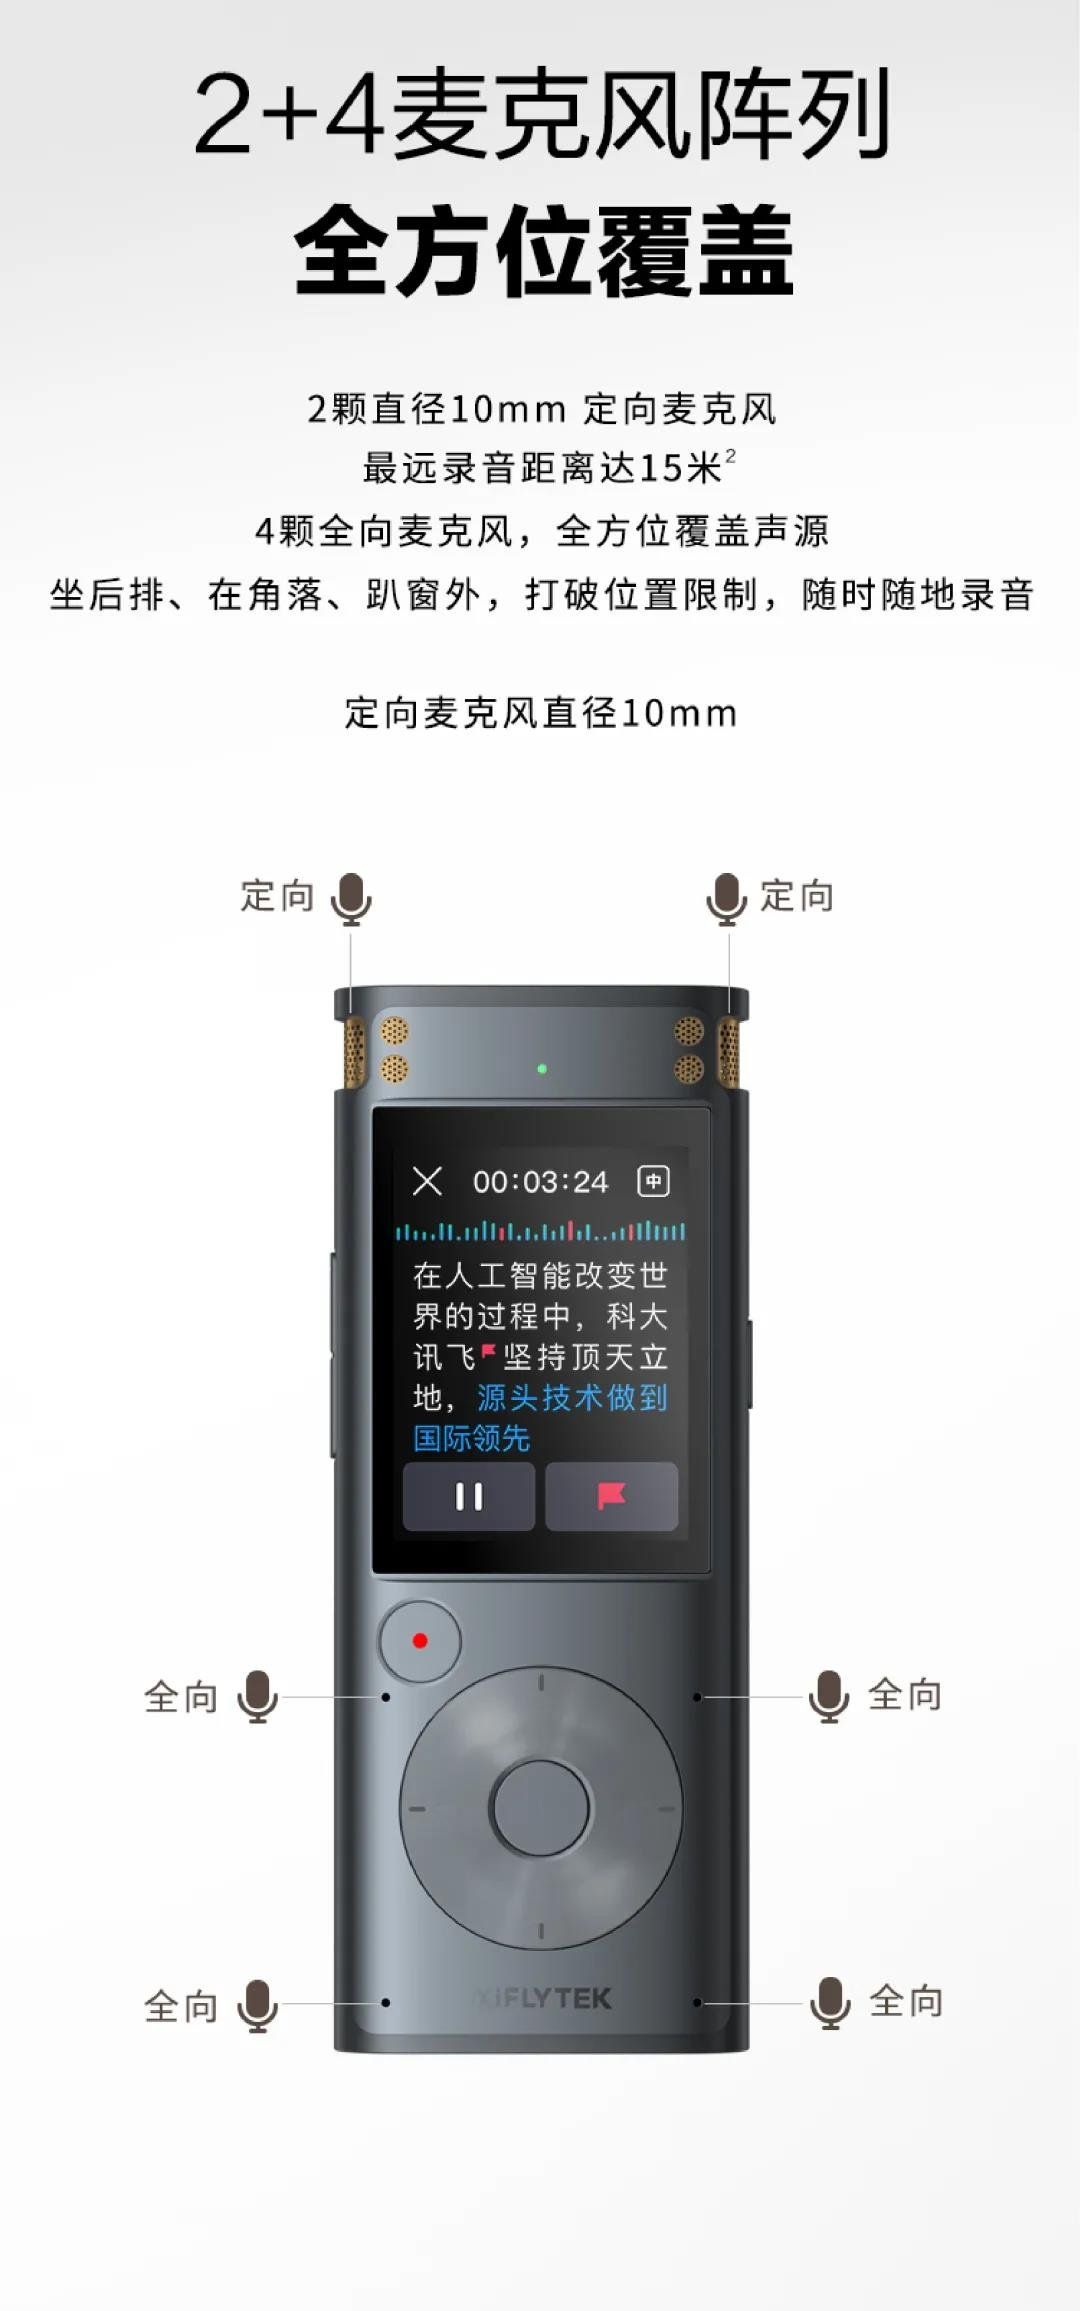 2+4麦克风阵列
全方位覆盖
2颗直径10mm 定向麦克风
最远录音距离达15米²
4颗全向麦克风，全方位覆盖声源
坐后排、在角落、趴窗外，打破位置限制，随时随地录音
定向麦克风直径10mm
定向 定向
00:03:24 中
在人工智能改变世
界的过程中，科大
讯飞坚持顶天立
地，源头技术做到
国际领先
全向 全向
iFLYTEK
全向 全向